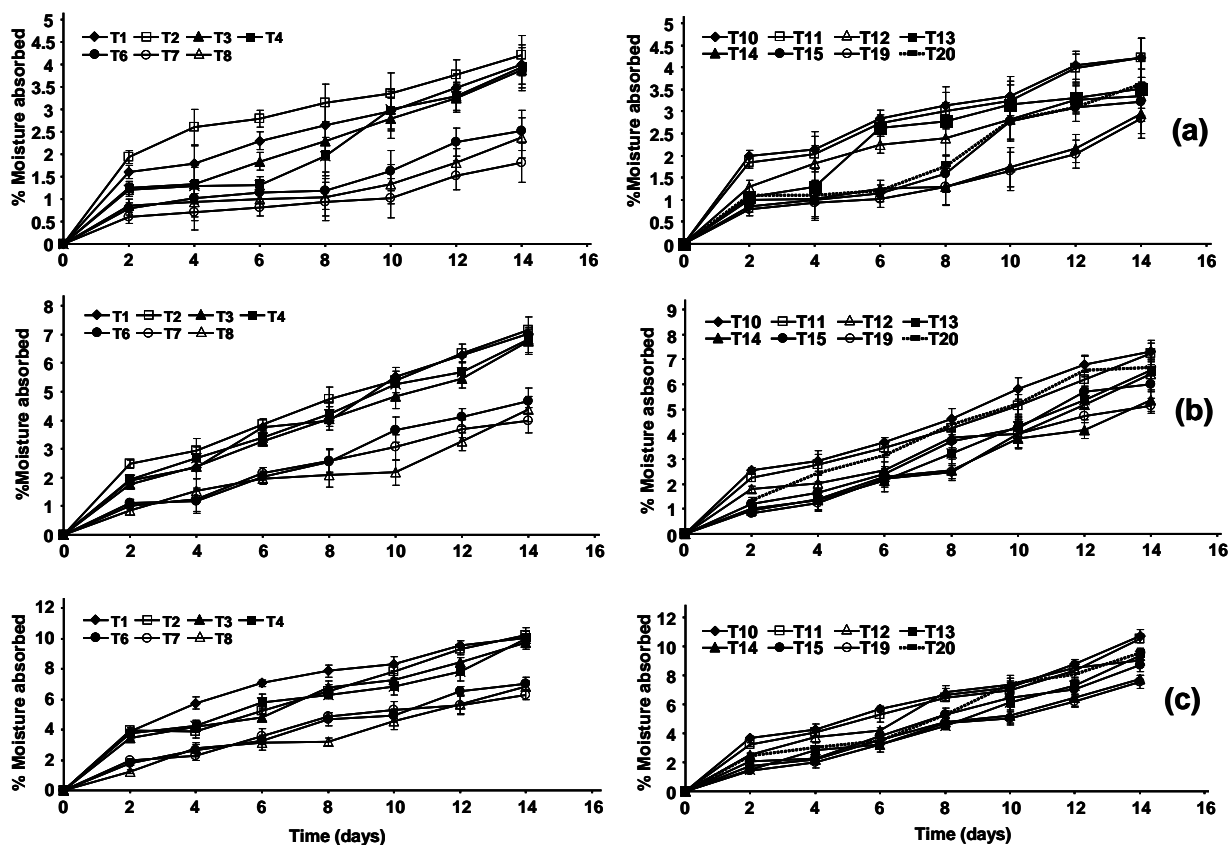 % Moisture absorbed
5
4.5
4
3.5
3
2.5
2
1.5
1
0.5
0
T1 T2 T3 T4
T6 T7 T8
0 2 4 6 8 10 12 14 16
%Moisture absorbed
5
4.5
4
3.5
3
2.5
2
1.5
1
0.5
0
T10 T11 T12 T13
T14 T15 T19 T20
0 2 4 6 8 10 12 14 16
(a)
%Moisture absorbed
8
7
6
5
4
3
2
1
0
T1 T2 T3 T4
T6 T7 T8
0 2 4 6 8 10 12 14 16
% Moisture asbsorbed
9
8
7
6
5
4
3
2
1
0
T10 T11 T12 T13
T14 T15 T19 T20
0 2 4 6 8 10 12 14 16
(b)
% Moisture absorbed
12
10
8
6
4
2
0
T1 T2 T3 T4
T6 T7 T8
0 2 4 6 8 10 12 14 16
Time (days)
% Moisture absorbed
12
10
8
6
4
2
0
T10 T11 T12 T13
T14 T15 T19 T20
0 2 4 6 8 10 12 14 16
Time (days)
(c)